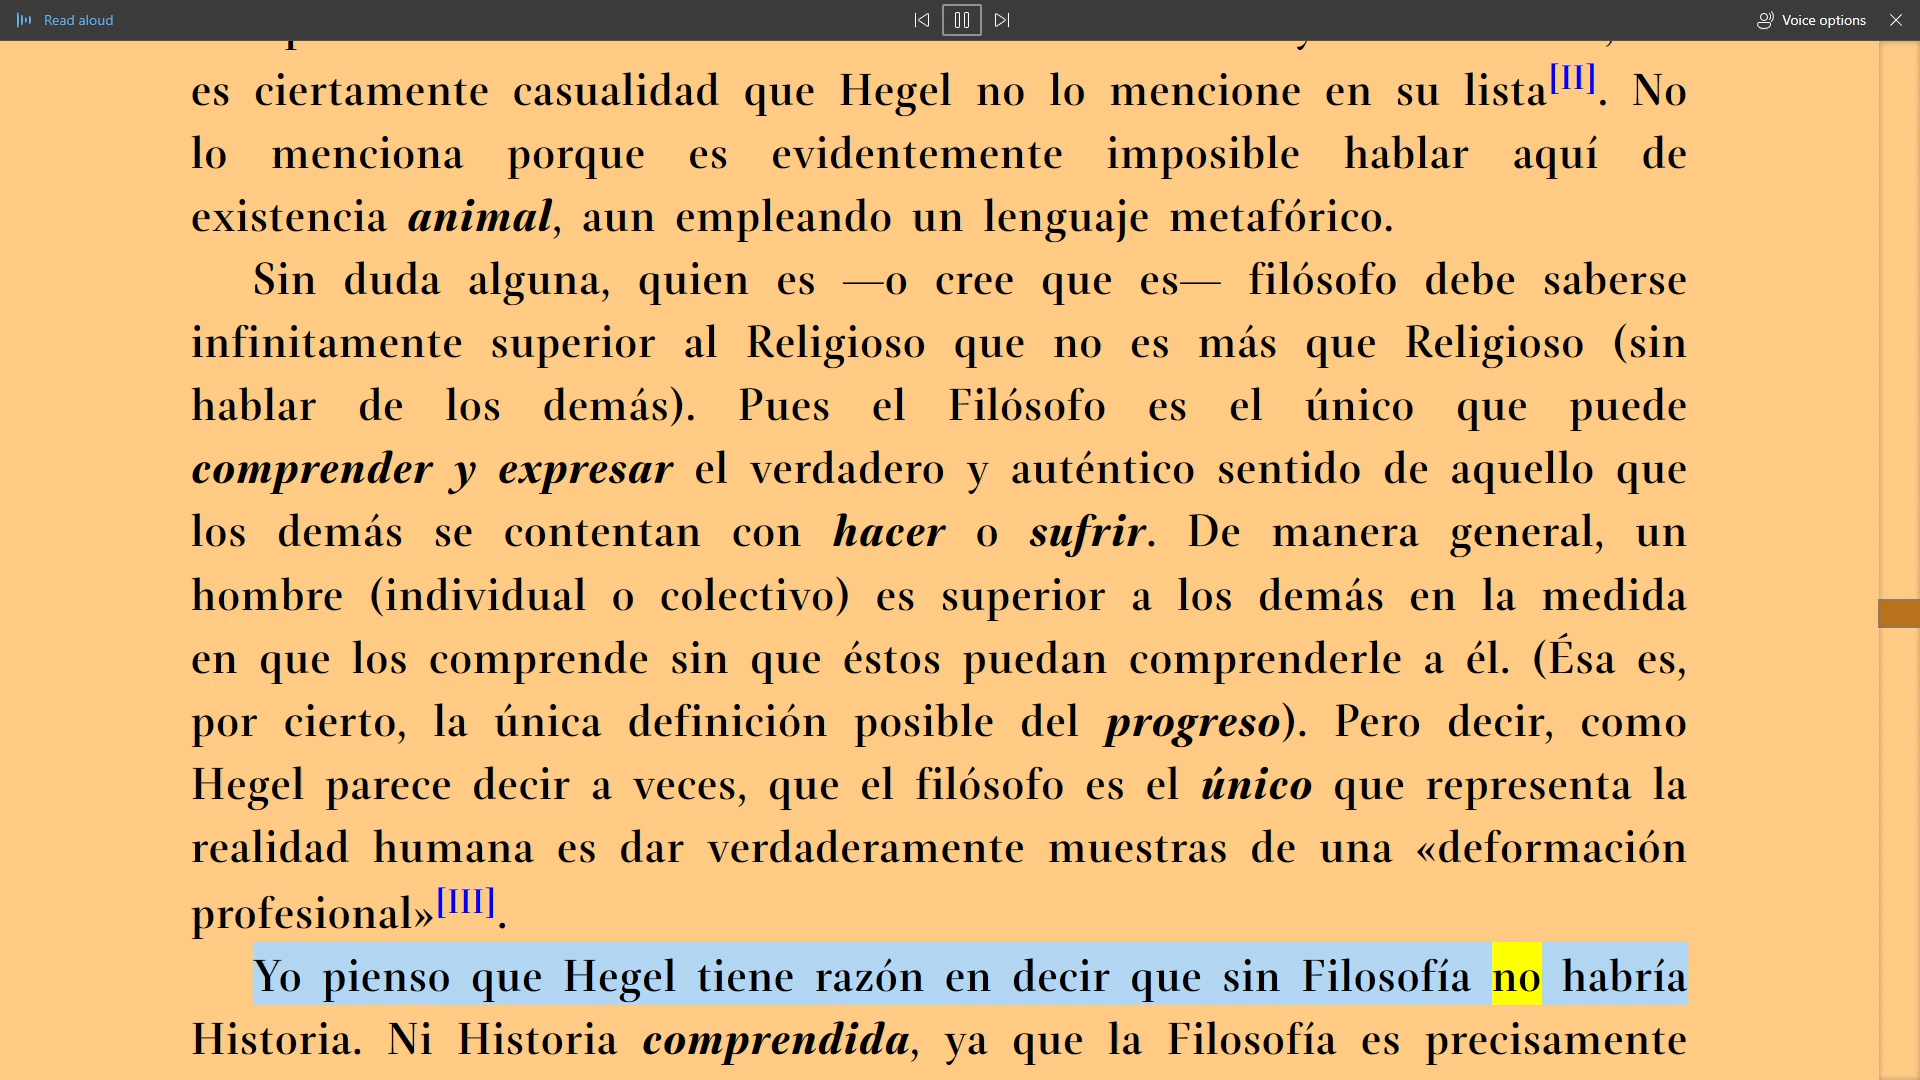 Read aloud
Voice options
es ciertamente casualidad que Hegel no lo mencione en su lista[II]. No
lo menciona porque es evidentemente imposible hablar aquí de
existencia animal, aun empleando un lenguaje metafórico.
Sin duda alguna, quien es —o cree que es— filósofo debe saberse
infinitamente superior al Religioso que no es más que Religioso (sin
hablar de los demás). Pues el Filósofo es el único que puede
comprender y expresar el verdadero y auténtico sentido de aquello que
los demás se contentan con hacer o sufrir. De manera general, un
hombre (individual o colectivo) es superior a los demás en la medida
en que los comprende sin que éstos puedan comprenderle a él. (Ésa es,
por cierto, la única definición posible del progreso). Pero decir, como
Hegel parece decir a veces, que el filósofo es el único que representa la
realidad humana es dar verdaderamente muestras de una «deformación
profesional»[III].
Yo pienso que Hegel tiene razón en decir que sin Filosofía no habría
Historia. Ni Historia comprendida, ya que la Filosofía es precisamente